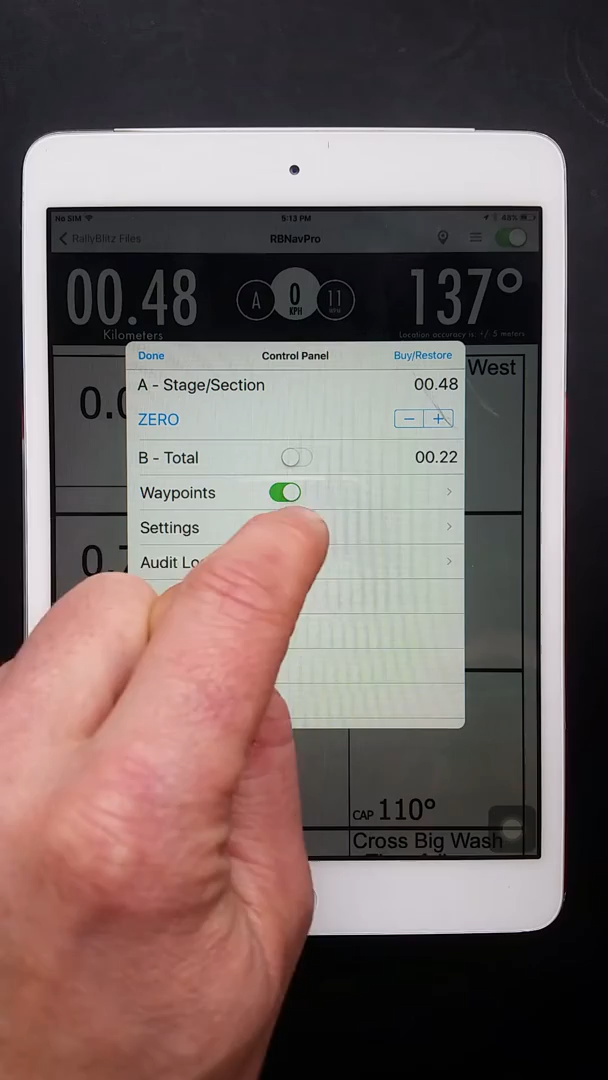 No SIM 5:13 PM 48%
RallyBlitz Files RBNavPro
00.48 A 0 KPH 11 137°
Kilometers Location accuracy is: +/- 5 meters
West
Done Control Panel Buy/Restore
A - Stage/Section 00.48
ZERO − +
B - Total 00.22
Waypoints
Settings
Audit Lo
CAP 110°
Cross Big Wash